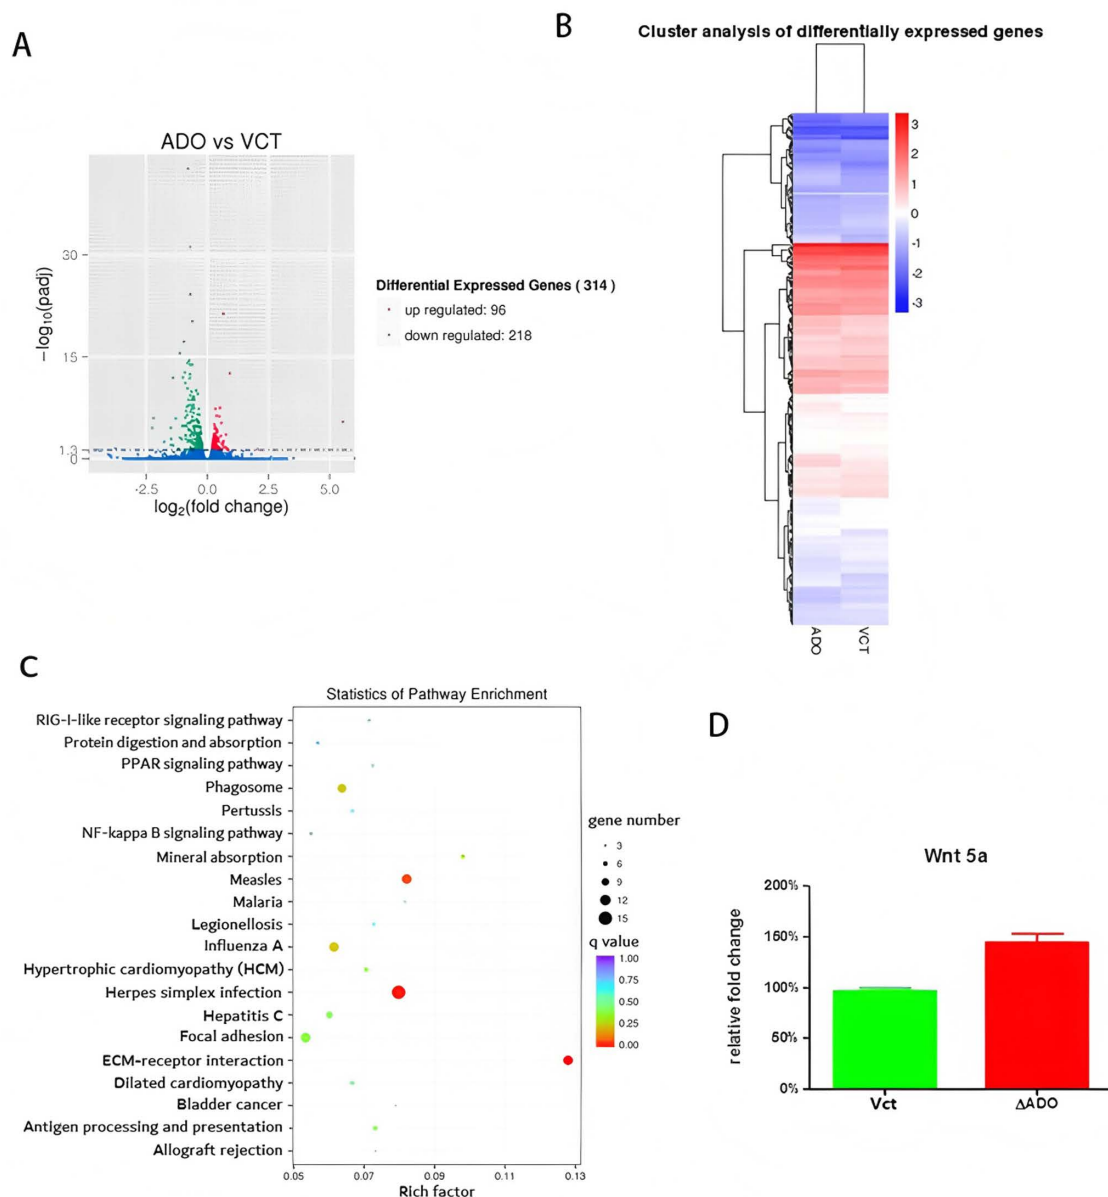 A
ADO vs VCT
−log10(padj)
30
15
1.3
0
-2.5
0.0
2.5
5.0
log2(fold change)
Differential Expressed Genes ( 314 )
up regulated: 96
down regulated: 218
B
Cluster analysis of differentially expressed genes
3
2
1
0
-1
-2
-3
ADO
VCT
C
Statistics of Pathway Enrichment
RIG-I-like receptor signaling pathway
Protein digestion and absorption
PPAR signaling pathway
Phagosome
Pertussis
NF-kappa B signaling pathway
Mineral absorption
Measles
Malaria
Legionellosis
Influenza A
Hypertrophic cardiomyopathy (HCM)
Herpes simplex infection
Hepatitis C
Focal adhesion
ECM-receptor interaction
Dilated cardiomyopathy
Bladder cancer
Antigen processing and presentation
Allograft rejection
0.05
0.07
0.09
0.11
0.13
Rich factor
gene number
3
6
9
12
15
q value
1.00
0.75
0.50
0.25
0.00
D
Wnt 5a
relative fold change
200%
100%
50%
0%
Vct
ΔADO